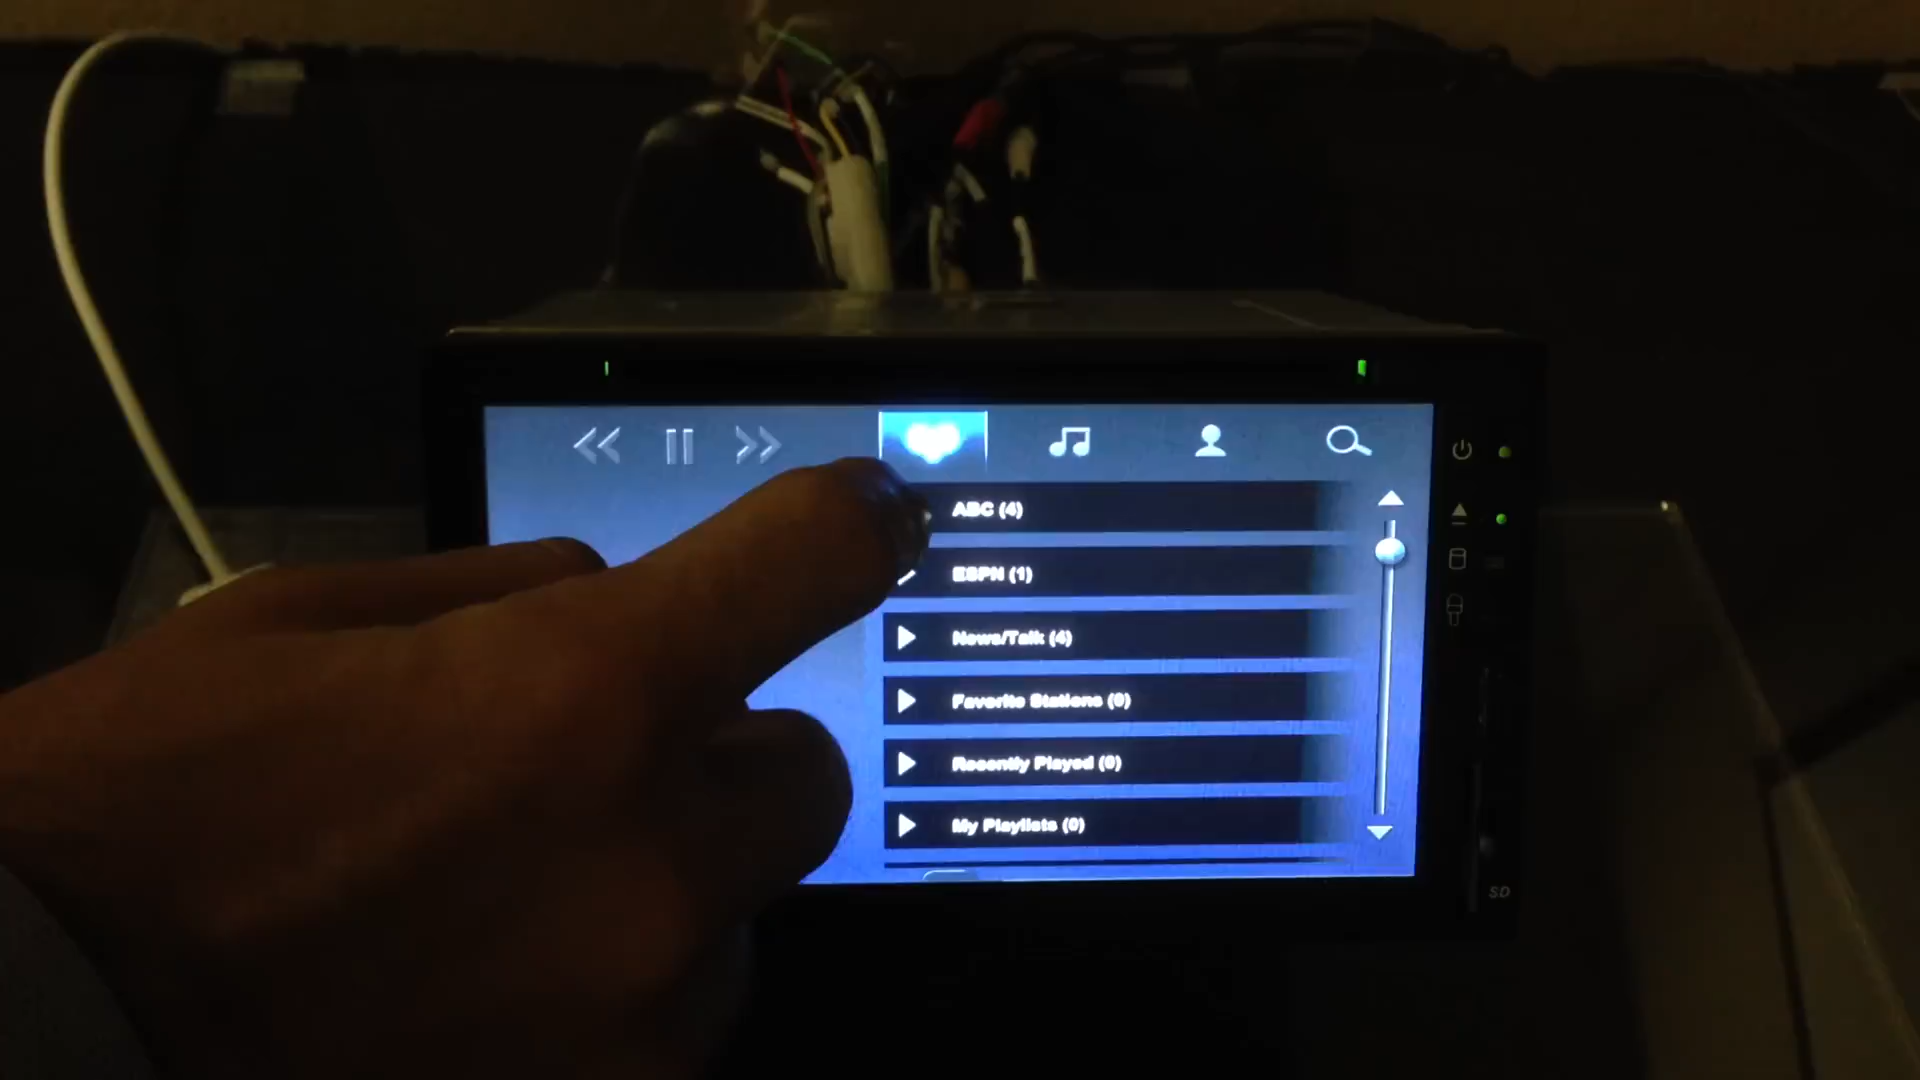 ABC (4)
ESPN (1)
News/Talk (4)
Favorite Stations (0)
Recently Played (0)
My Playlists (0)
SD